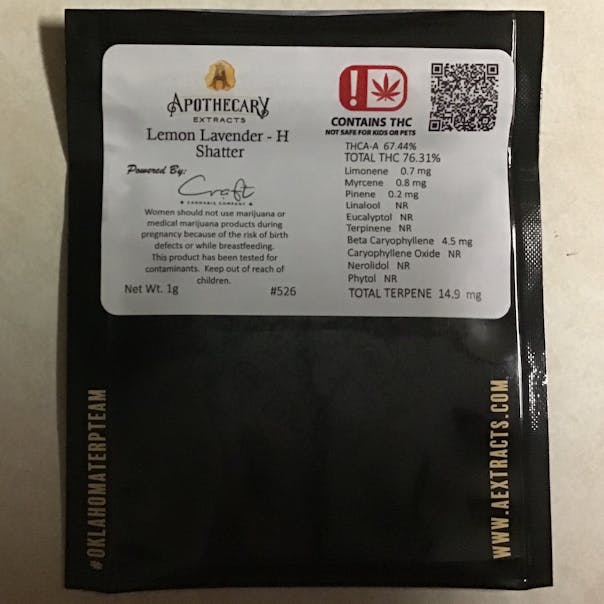 APOTHECARY
EXTRACTS
Lemon Lavender - H
Shatter
Powered By:
Craft
CANNABIS COMPANY
Women should not use marijuana or
medical marijuana products during
pregnancy because of the risk of birth
defects or while breastfeeding.
This product has been tested for
contaminants. Keep out of reach of
children.
Net Wt. 1g
#526
!
CONTAINS THC
NOT SAFE FOR KIDS OR PETS
THCA-A 67.44%
TOTAL THC 76.31%
Limonene 0.7 mg
Myrcene 0.8 mg
Pinene 0.2 mg
Linalool NR
Eucalyptol NR
Terpinene NR
Beta Caryophyllene 4.5 mg
Caryophyllene Oxide NR
Nerolidol NR
Phytol NR
TOTAL TERPENE 14.9 mg
#OKLAHOMATERPTEAM
WWW.AEXTRACTS.COM